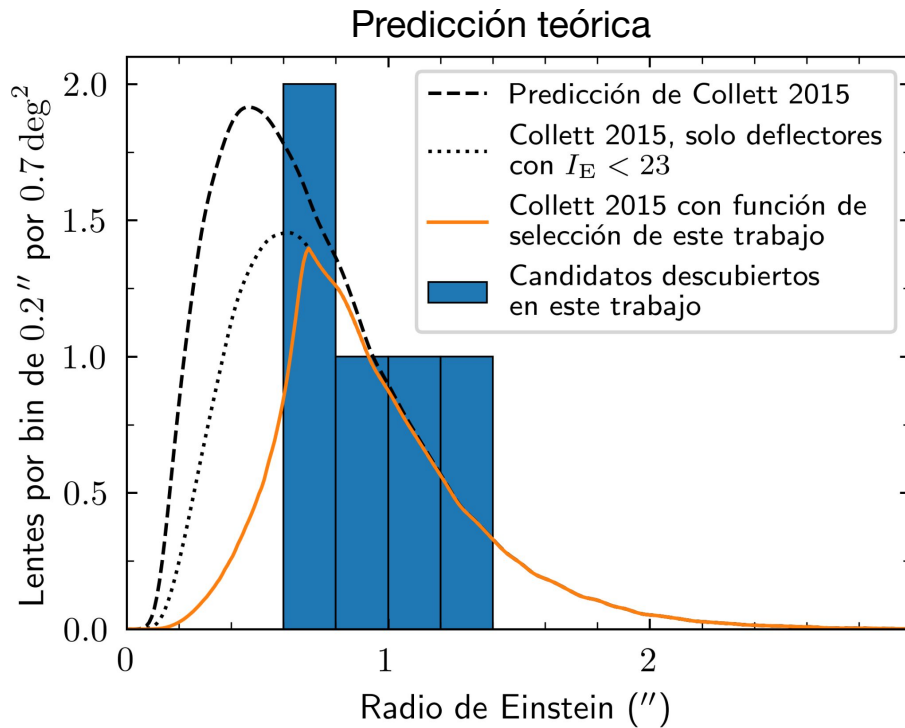 Predicción teórica
Lentes por bin de 0.2″ por 0.7 deg²
2.0
1.5
1.0
0.5
0.0
Predicción de Collett 2015
Collett 2015, solo deflectores
con I_E < 23
Collett 2015 con función de
selección de este trabajo
Candidatos descubiertos
en este trabajo
0
1
2
Radio de Einstein (″)